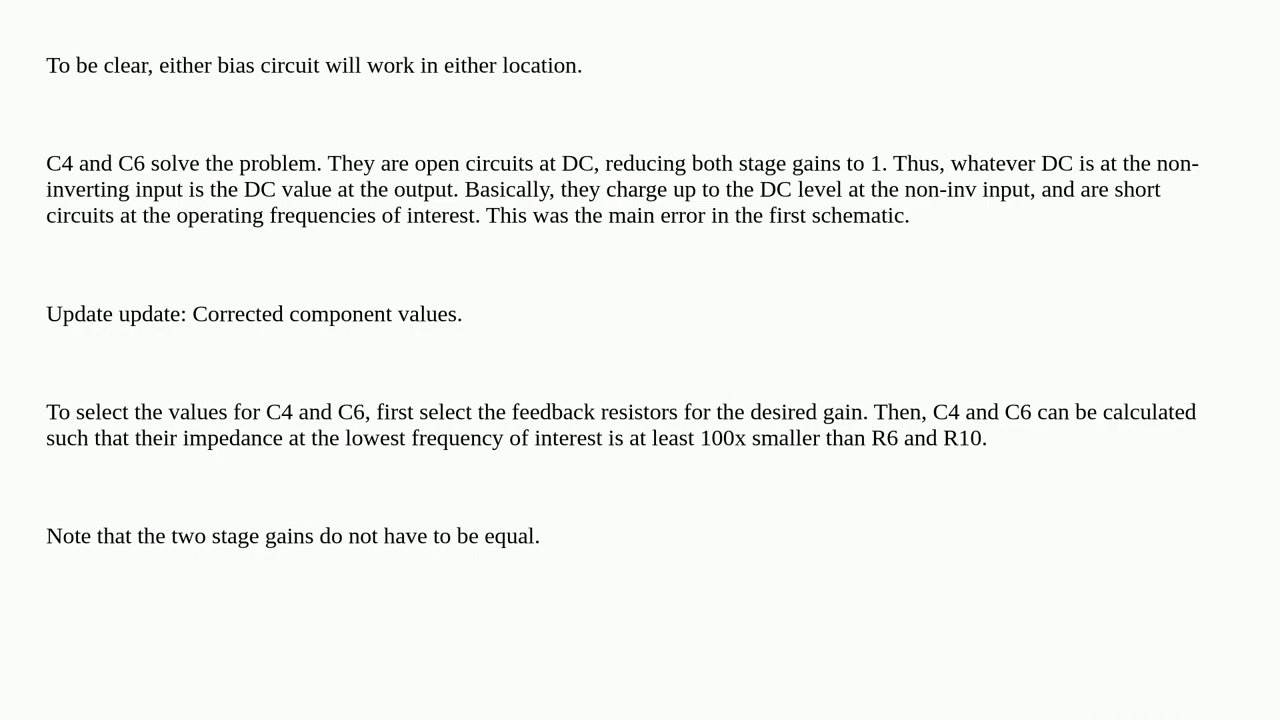 To be clear, either bias circuit will work in either location.
C4 and C6 solve the problem. They are open circuits at DC, reducing both stage gains to 1. Thus, whatever DC is at the non-
inverting input is the DC value at the output. Basically, they charge up to the DC level at the non-inv input, and are short
circuits at the operating frequencies of interest. This was the main error in the first schematic.
Update update: Corrected component values.
To select the values for C4 and C6, first select the feedback resistors for the desired gain. Then, C4 and C6 can be calculated
such that their impedance at the lowest frequency of interest is at least 100x smaller than R6 and R10.
Note that the two stage gains do not have to be equal.